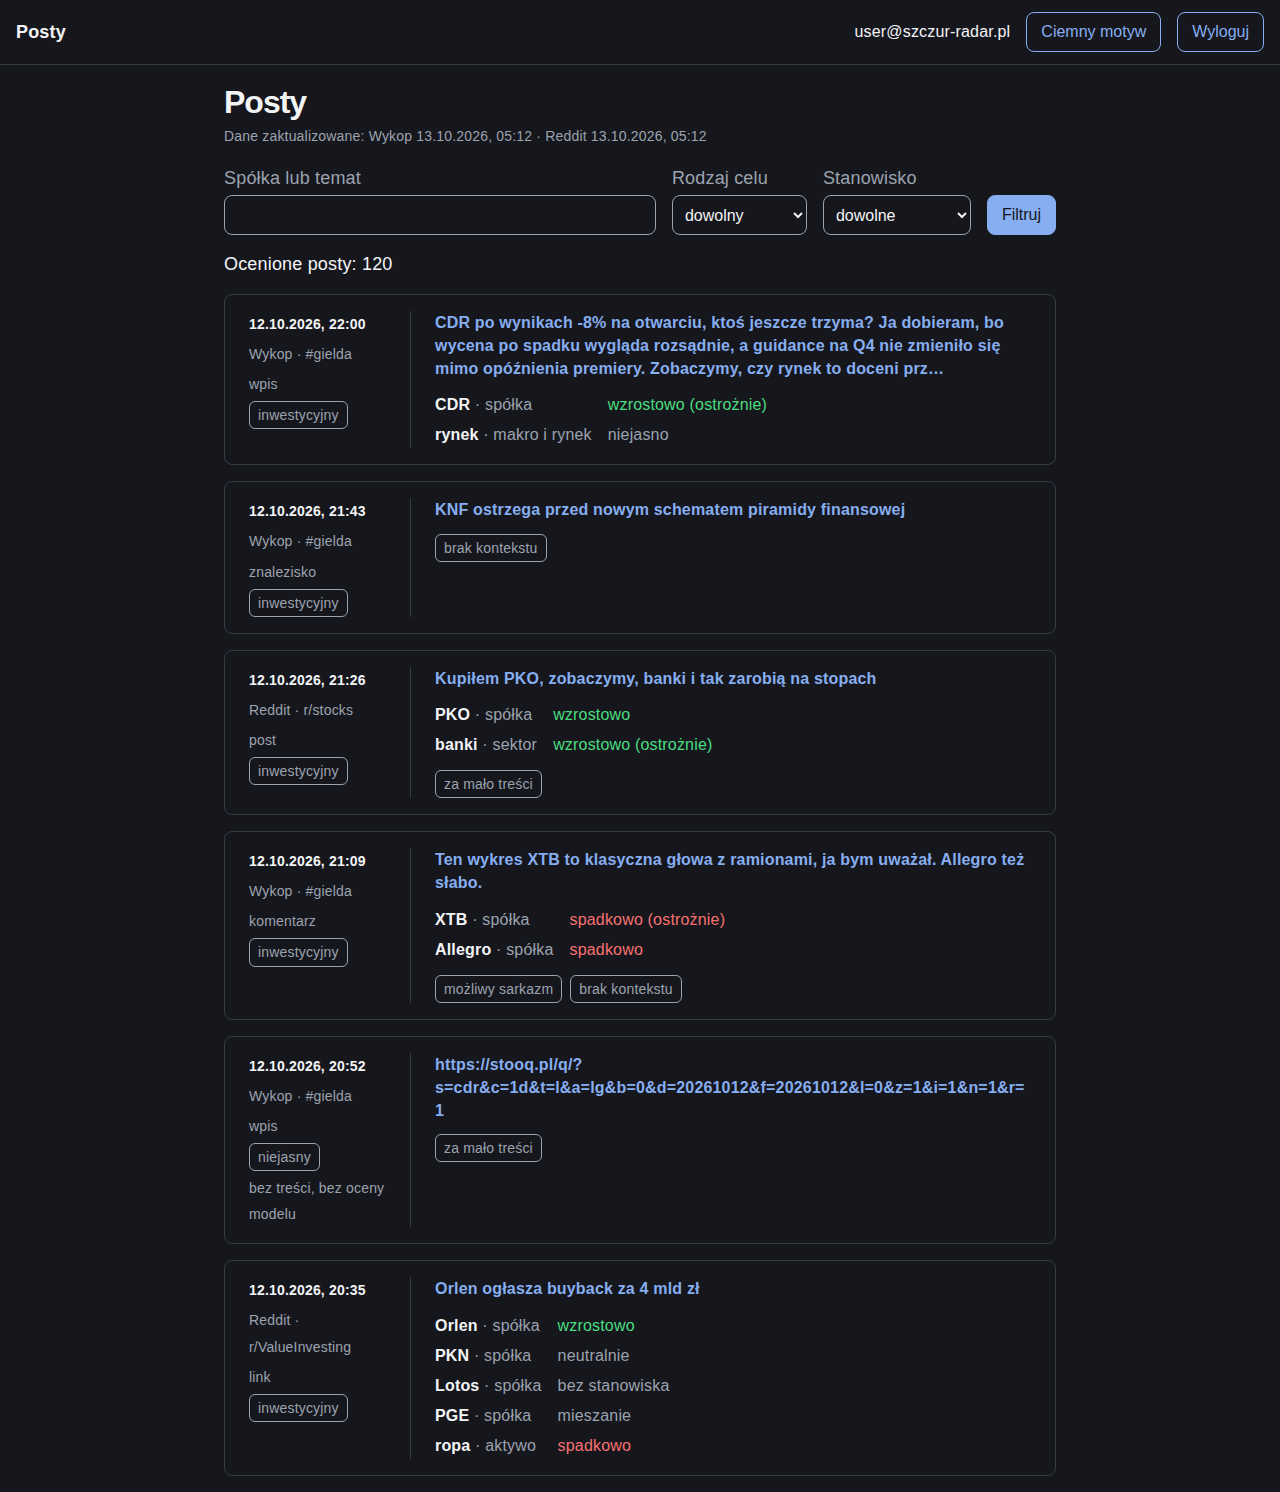 Posty
user@szczur-radar.pl
Ciemny motyw
Wyloguj
Posty
Dane zaktualizowane: Wykop 13.10.2026, 05:12 · Reddit 13.10.2026, 05:12
Spółka lub temat
Rodzaj celu
Stanowisko
dowolny
dowolne
Filtruj
Ocenione posty: 120
12.10.2026, 22:00
Wykop · #gielda
wpis
inwestycyjny
CDR po wynikach -8% na otwarciu, ktoś jeszcze trzyma? Ja dobieram, bo
wycena po spadku wygląda rozsądnie, a guidance na Q4 nie zmieniło się
mimo opóźnienia premiery. Zobaczymy, czy rynek to doceni prz…
CDR · spółka wzrostowo (ostrożnie)
rynek · makro i rynek niejasno
12.10.2026, 21:43
Wykop · #gielda
znalezisko
inwestycyjny
KNF ostrzega przed nowym schematem piramidy finansowej
brak kontekstu
12.10.2026, 21:26
Reddit · r/stocks
post
inwestycyjny
Kupiłem PKO, zobaczymy, banki i tak zarobią na stopach
PKO · spółka wzrostowo
banki · sektor wzrostowo (ostrożnie)
za mało treści
12.10.2026, 21:09
Wykop · #gielda
komentarz
inwestycyjny
Ten wykres XTB to klasyczna głowa z ramionami, ja bym uważał. Allegro też
słabo.
XTB · spółka spadkowo (ostrożnie)
Allegro · spółka spadkowo
możliwy sarkazm brak kontekstu
12.10.2026, 20:52
Wykop · #gielda
wpis
niejasny
bez treści, bez oceny
modelu
https://stooq.pl/q/?
s=cdr&c=1d&t=l&a=lg&b=0&d=20261012&f=20261012&l=0&z=1&i=1&n=1&r=
1
za mało treści
12.10.2026, 20:35
Reddit ·
r/ValueInvesting
link
inwestycyjny
Orlen ogłasza buyback za 4 mld zł
Orlen · spółka wzrostowo
PKN · spółka neutralnie
Lotos · spółka bez stanowiska
PGE · spółka mieszanie
ropa · aktywo spadkowo